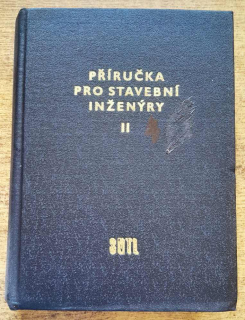 PŘÍRUČKA
PRO STAVEBNÍ
INŽENÝRY
II
SNTL